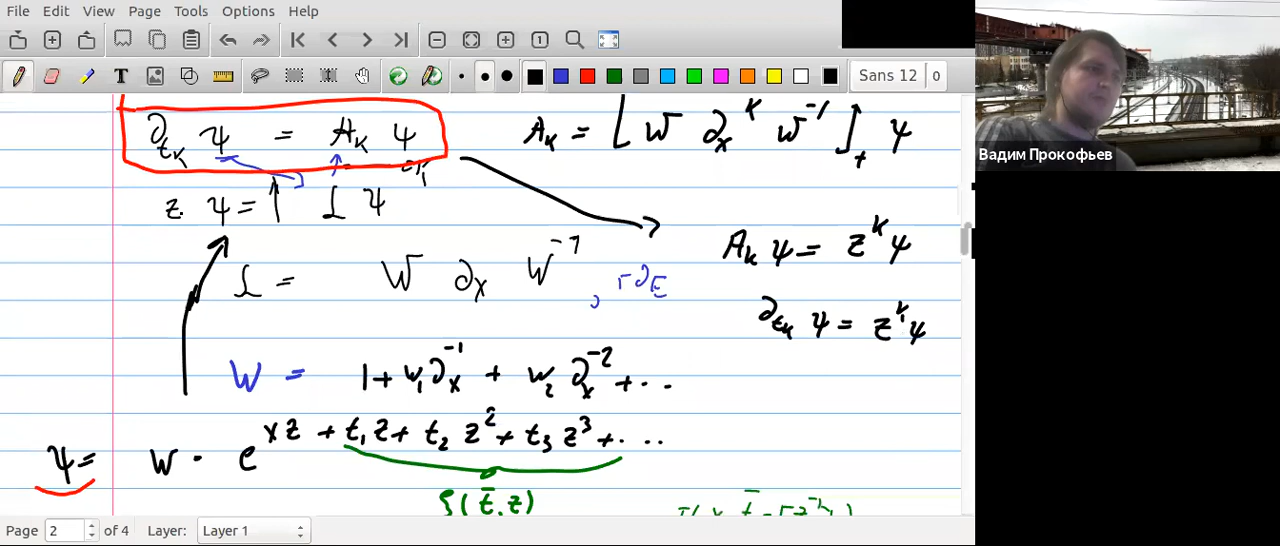 File Edit View Page Tools Options Help
Sans 12 0
∂_{t_k} ψ = A_k ψ
A_k = [W ∂_x^k W^{-1}]_+ ψ
z ψ = L ψ
A_k ψ = z^k ψ
L = W ∂_x W^{-1}
∂_{t_k} ψ = z^k ψ
W = 1 + w_1 ∂_x^{-1} + w_2 ∂_x^{-2} + ...
ψ = W · e^{xz + t_1 z + t_2 z^2 + t_3 z^3 + ...}
ξ(t̄, z)
Вадим Прокофьев
Page 2 of 4 Layer: Layer 1